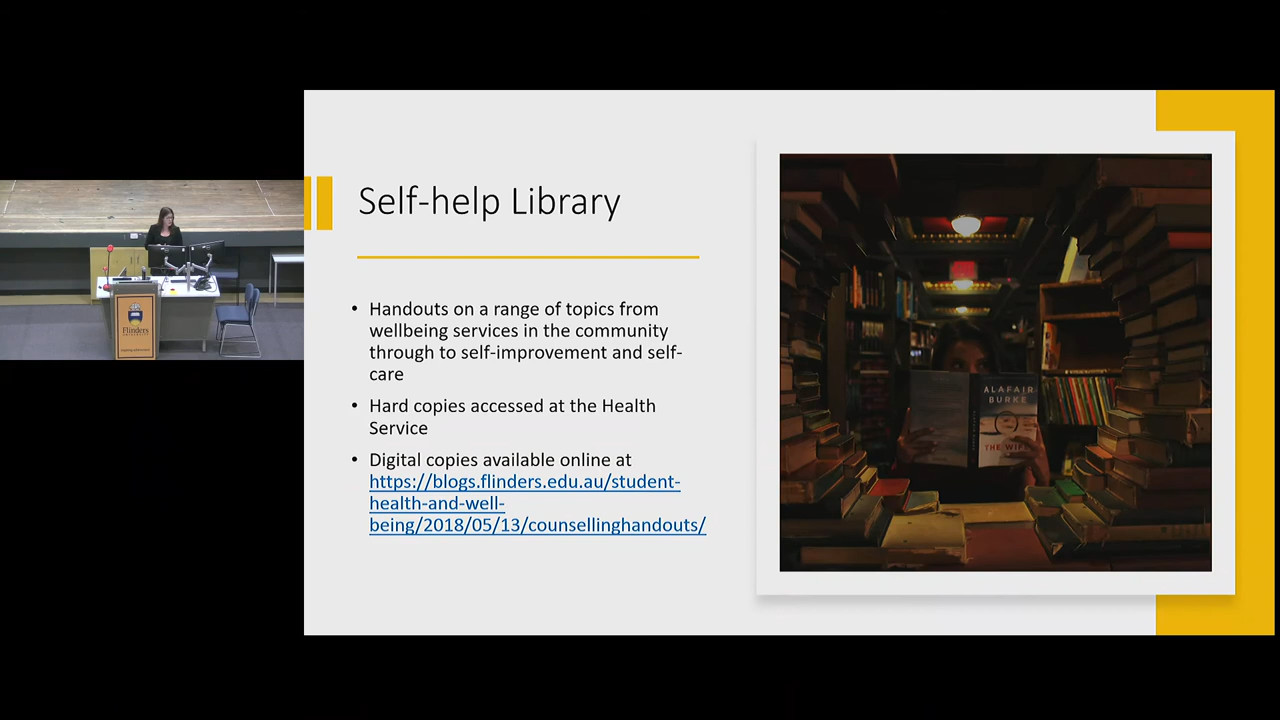 Self-help Library
• Handouts on a range of topics from
wellbeing services in the community
through to self-improvement and self-
care
• Hard copies accessed at the Health
Service
• Digital copies available online at
https://blogs.flinders.edu.au/student-
health-and-well-
being/2018/05/13/counsellinghandouts/
ALAFAIR
BURKE
THE WIFE
Flinders